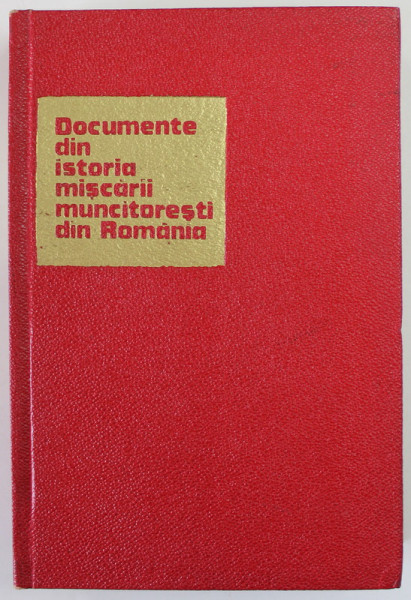 Documente
din
istoria
mișcării
muncitorești
din România